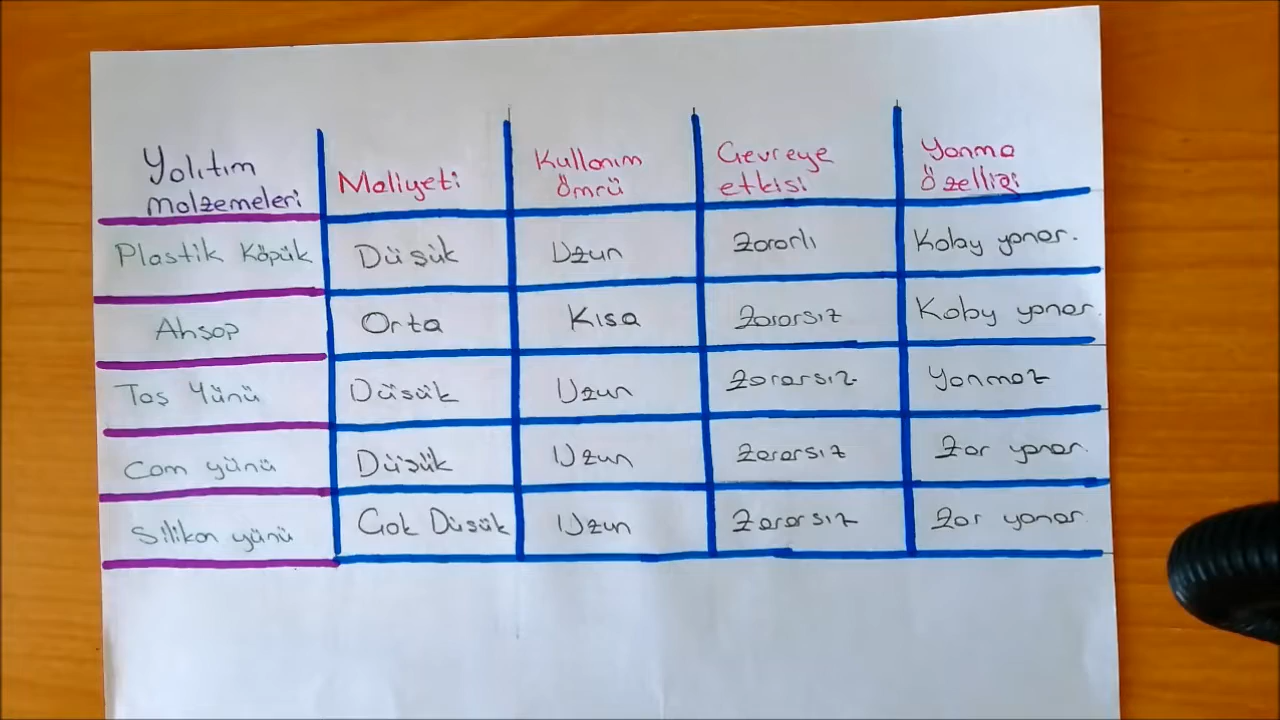 Yalıtım malzemeleri Maliyeti Kullanım Ömrü Çevreye etkisi Yanma özelliği
Plastik Köpük Düşük Uzun Zararlı Kolay yanar.
Ahşap Orta Kısa Zararsız Kolay yanar.
Taş Yünü Düşük Uzun Zararsız Yanmaz
Cam yünü Düşük Uzun Zararsız Zor yanar.
Silikon yünü Çok Düşük Uzun Zararsız Zor yanar.